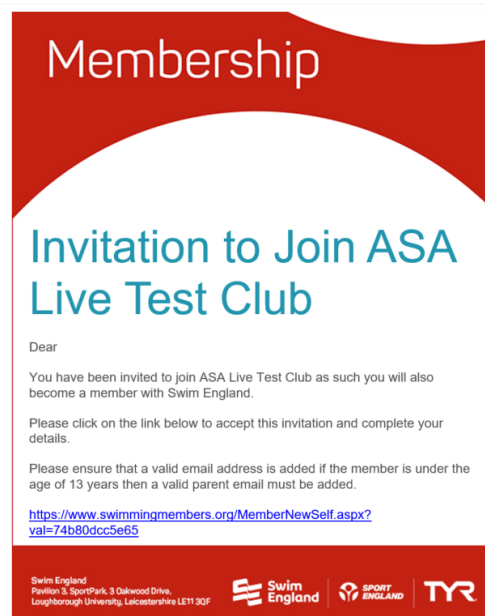 Membership
Invitation to Join ASA
Live Test Club
Dear
You have been invited to join ASA Live Test Club as such you will also
become a member with Swim England.
Please click on the link below to accept this invitation and complete your
details.
Please ensure that a valid email address is added if the member is under the
age of 13 years then a valid parent email must be added.
https://www.swimmingmembers.org/MemberNewSelf.aspx?
val=74b80dcc5e65
Swim England
Pavilion 3, SportPark, 3 Oakwood Drive,
Loughborough University, Leicestershire LE11 3QF
Swim
England
SPORT
ENGLAND
TYR